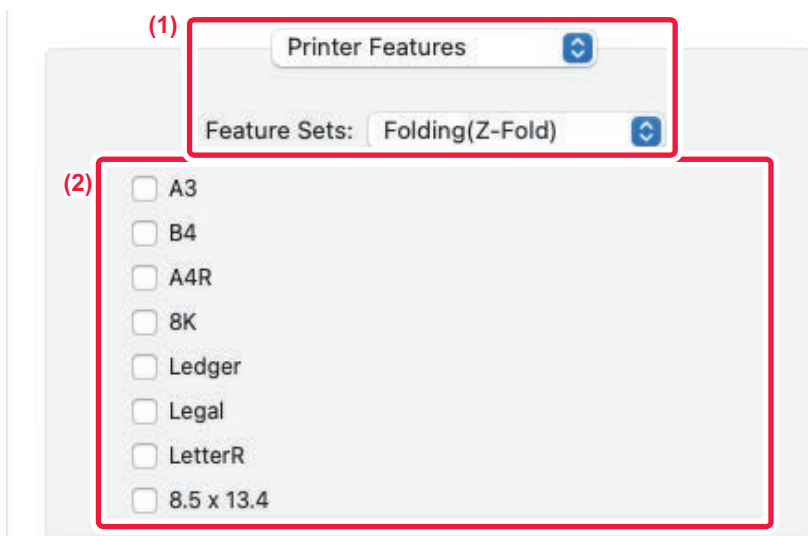 (1)
Printer Features
Feature Sets: Folding(Z-Fold)
(2)
A3
B4
A4R
8K
Ledger
Legal
LetterR
8.5 x 13.4